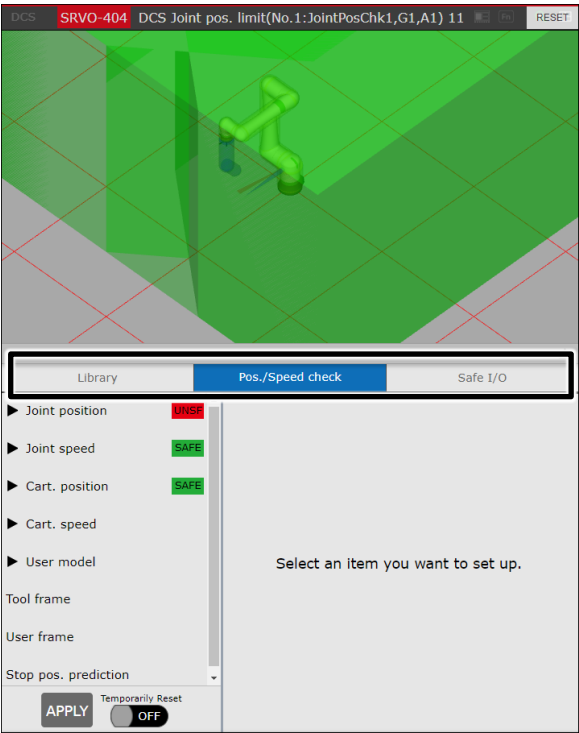 DCS SRVO-404 DCS Joint pos. limit(No.1:JointPosChk1,G1,A1) 11 Fn RESET
Library Pos./Speed check Safe I/O
Joint position UNSF
Joint speed SAFE
Cart. position SAFE
Cart. speed
User model
Select an item you want to set up.
Tool frame
User frame
Stop pos. prediction
Temporarily Reset
APPLY OFF